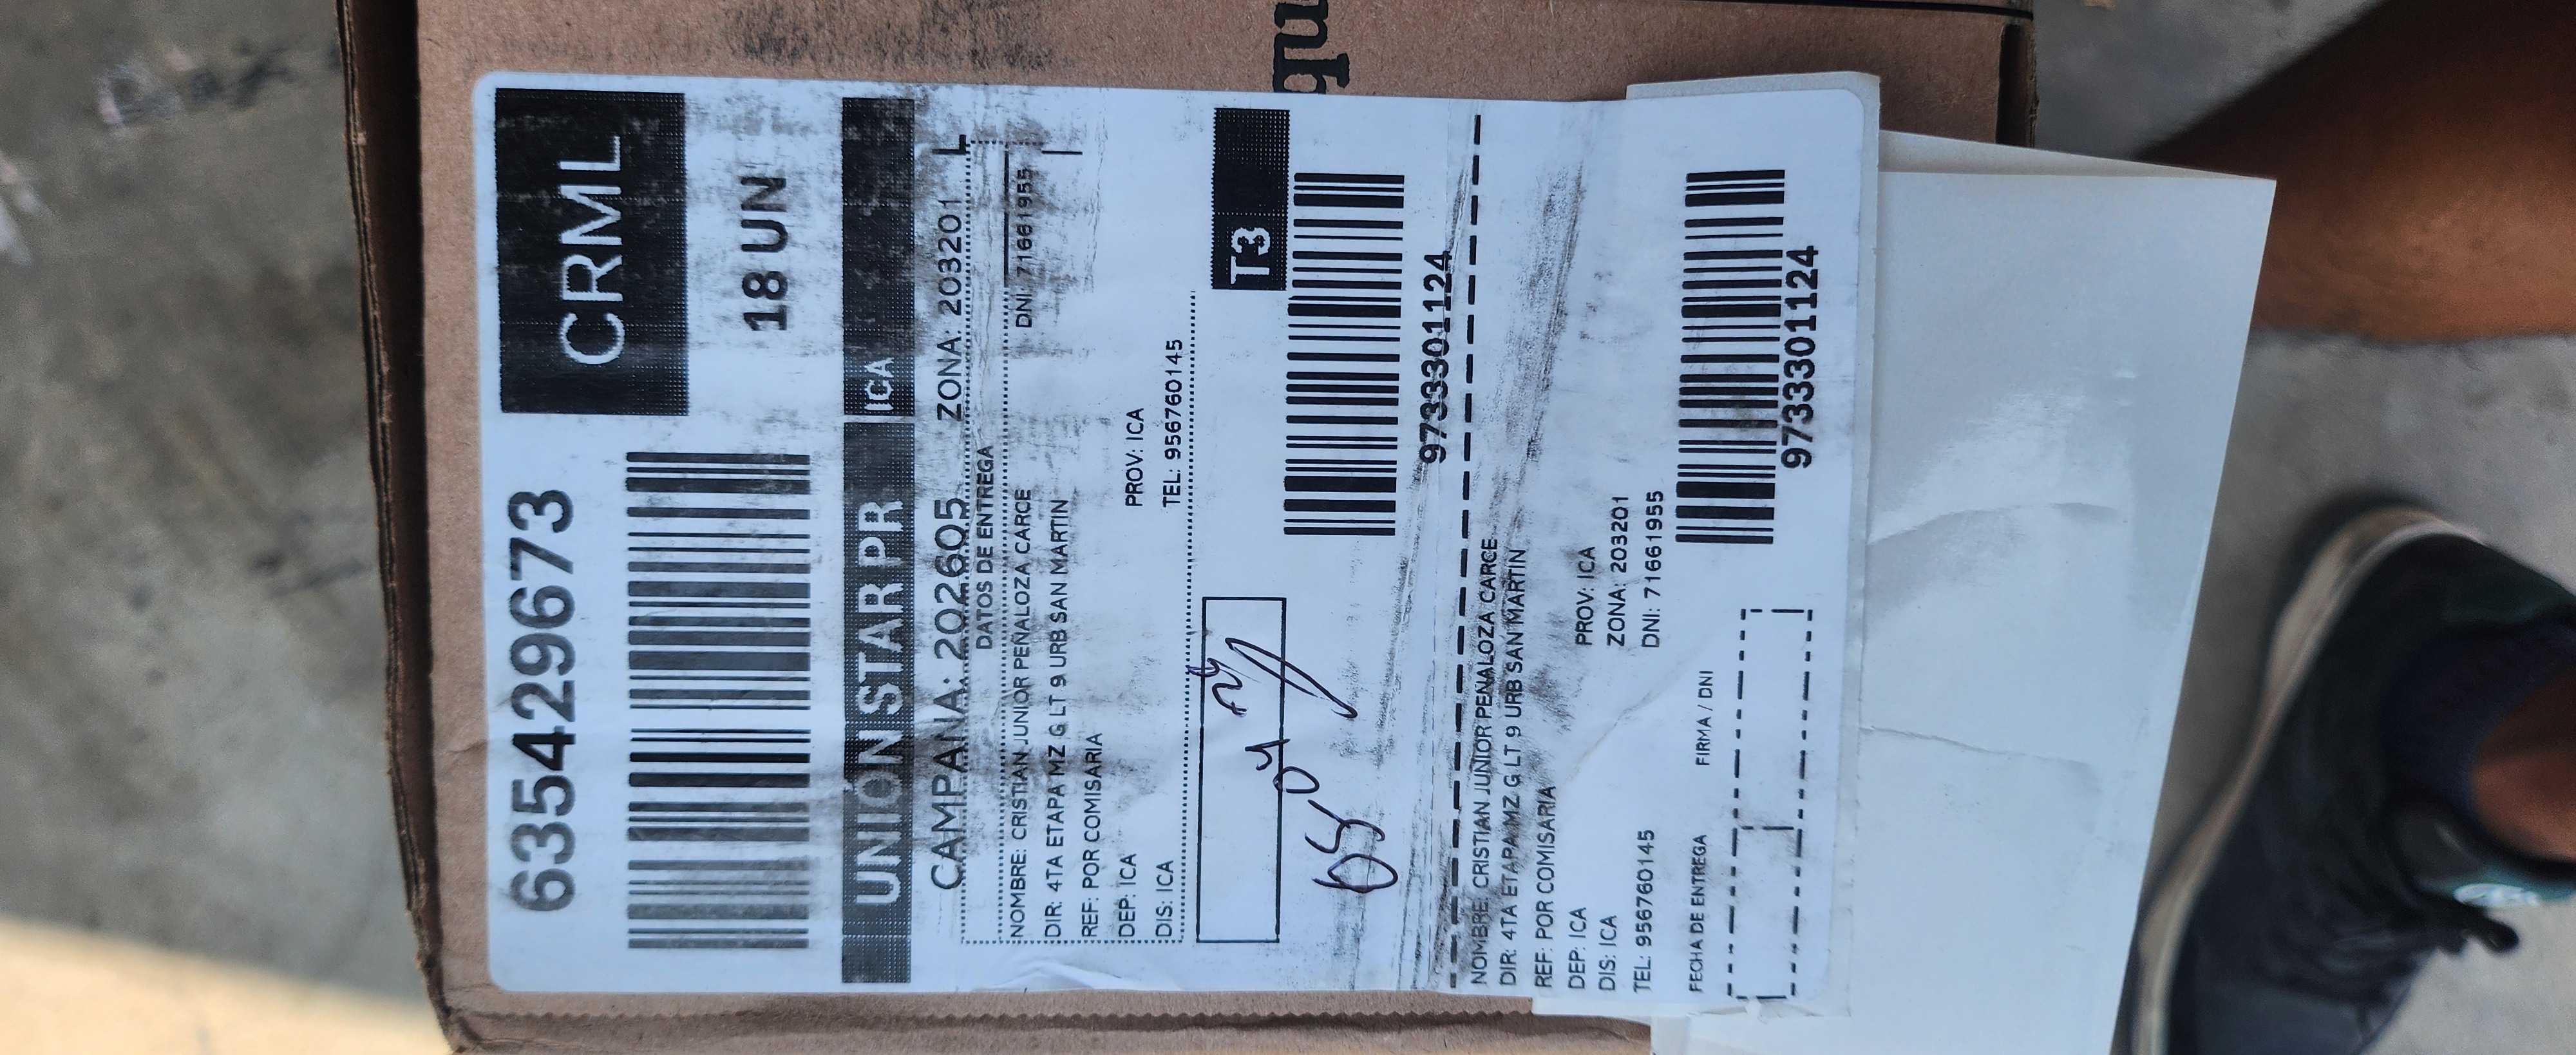 qu
6354429673
CRML
18 UN
UNIÓN STAR PR ICA
CAMPAÑA: 202605 ZONA: 203201 L
DATOS DE ENTREGA
NOMBRE: CRISTIAN JUNIOR PEÑALOZA CARCE DNI: 71661955
DIR: 4TA ETAPA MZ G LT 9 URB SAN MARTIN
REF: POR COMISARIA
DEP: ICA PROV: ICA
DIS: ICA TEL: 956760145
T3
9733301124
NOMBRE: CRISTIAN JUNIOR PEÑALOZA CARCE
DIR: 4TA ETAPA MZ G LT 9 URB SAN MARTIN
REF: POR COMISARIA
DEP: ICA PROV: ICA
DIS: ICA ZONA: 203201
TEL: 956760145 DNI: 71661955
FECHA DE ENTREGA FIRMA / DNI
9733301124